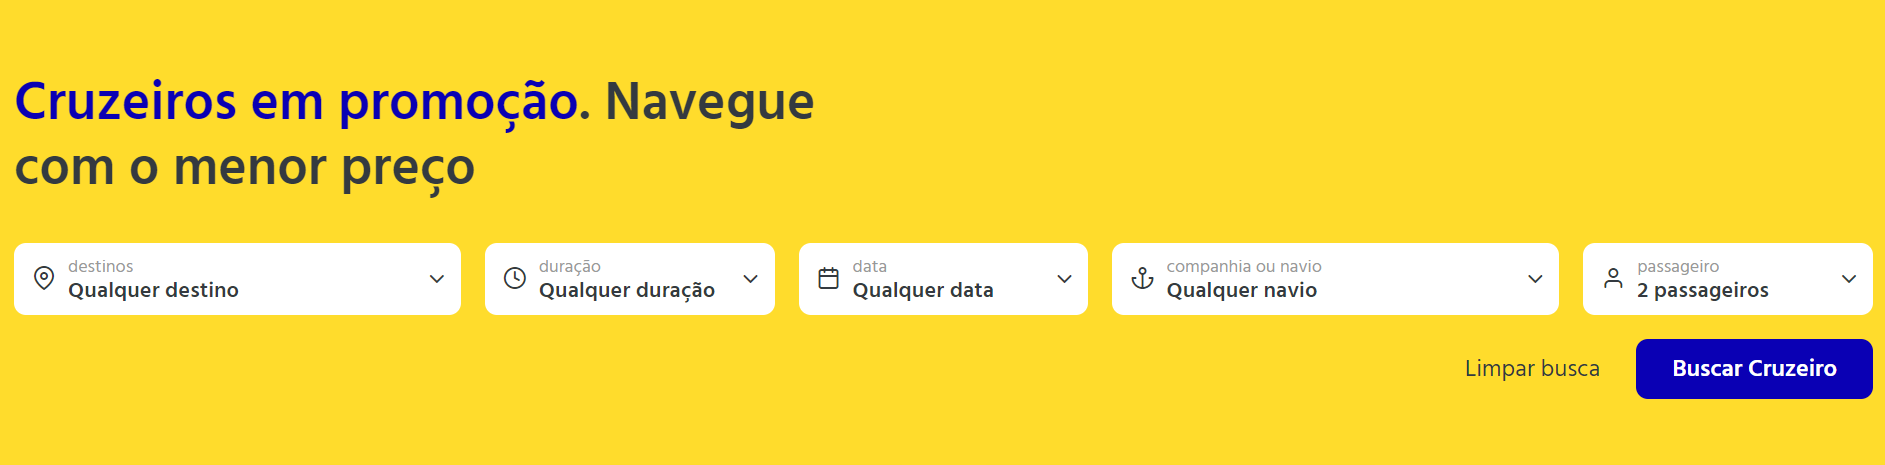 Cruzeiros em promoção. Navegue
com o menor preço
destinos
Qualquer destino
duração
Qualquer duração
data
Qualquer data
companhia ou navio
Qualquer navio
passageiro
2 passageiros
Limpar busca
Buscar Cruzeiro